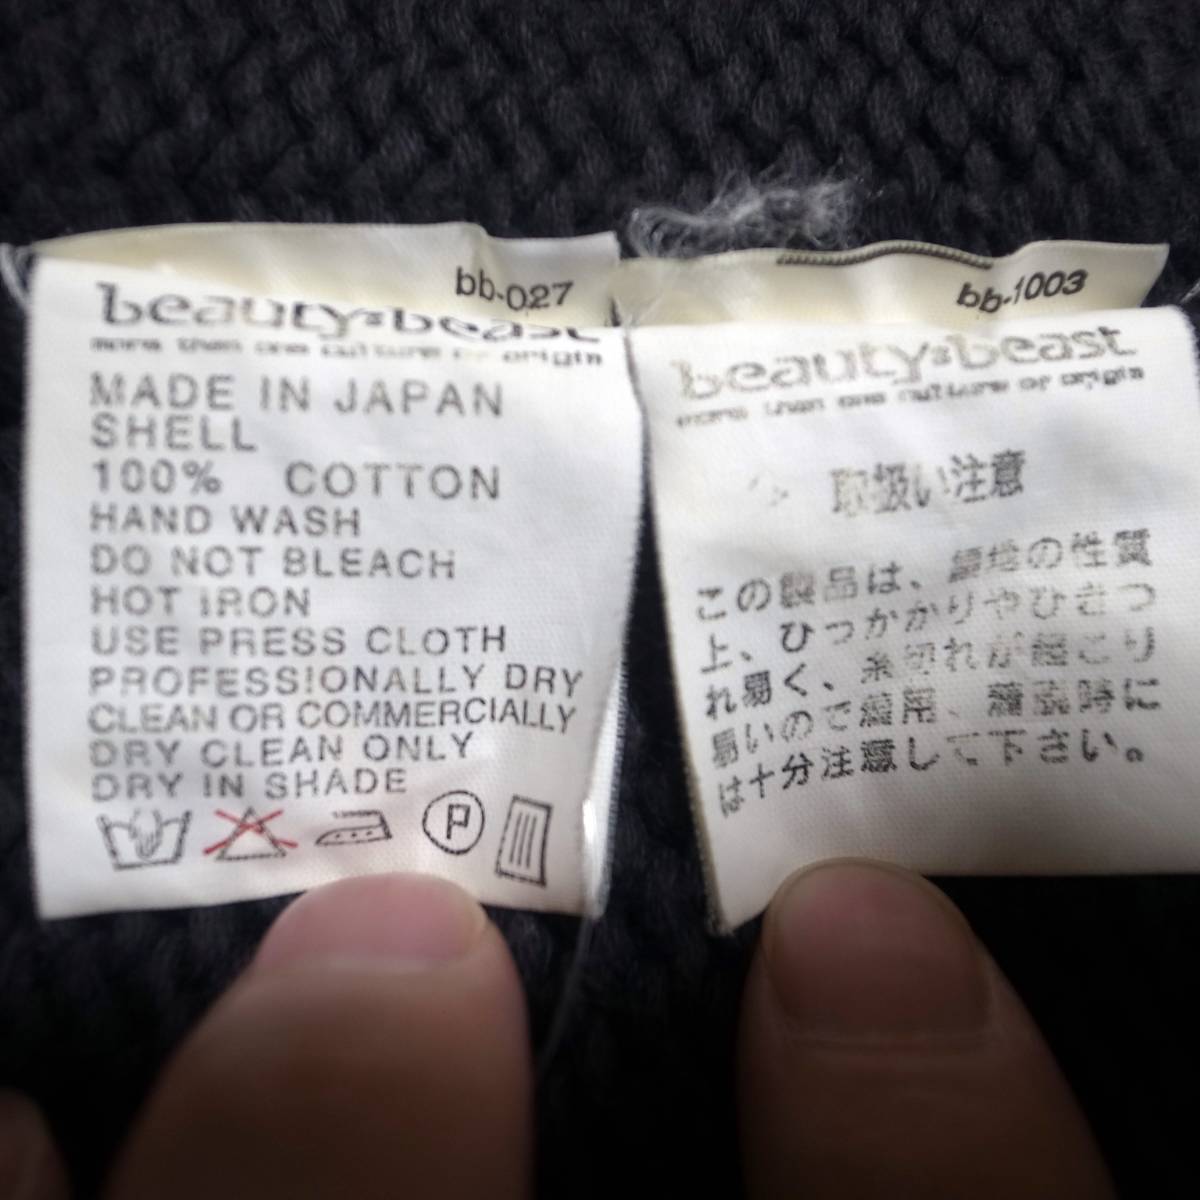 bb-027
beauty:beast
more than one culture or origin
MADE IN JAPAN
SHELL
100% COTTON
HAND WASH
DO NOT BLEACH
HOT IRON
USE PRESS CLOTH
PROFESSIONALLY DRY
CLEAN OR COMMERCIALLY
DRY CLEAN ONLY
DRY IN SHADE
P
bb-1003
beauty:beast
more than one culture or origin
取扱い注意
この製品は、編地の性質
上、ひっかかりやひきつ
れ易く、糸切れが起こり
易いので着用、着脱時に
は十分注意して下さい。